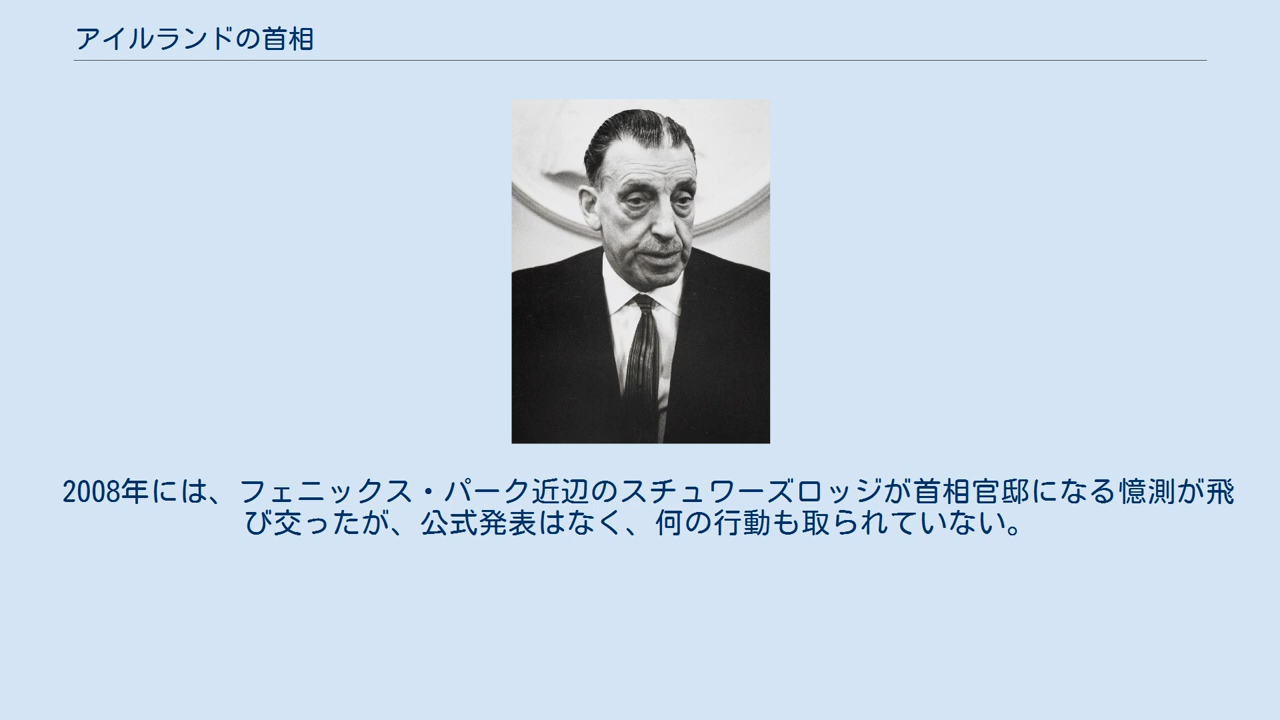 アイルランドの首相
2008年には、フェニックス・パーク近辺のスチュワーズロッジが首相官邸になる憶測が飛
び交ったが、公式発表はなく、何の行動も取られていない。